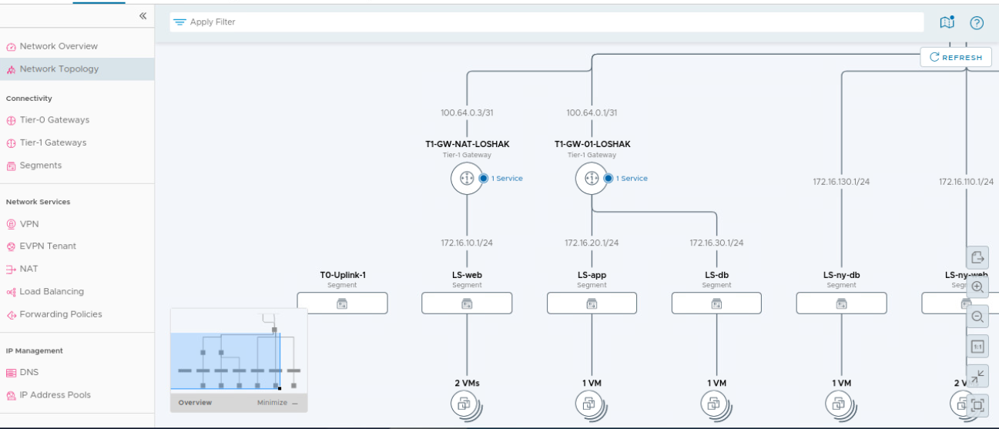 Apply Filter
REFRESH
Network Overview
Network Topology
Connectivity
Tier-0 Gateways
Tier-1 Gateways
Segments
Network Services
VPN
EVPN Tenant
NAT
Load Balancing
Forwarding Policies
IP Management
DNS
IP Address Pools
100.64.0.3/31
100.64.0.1/31
T1-GW-NAT-LOSHAK
Tier-1 Gateway
1 Service
T1-GW-01-LOSHAK
Tier-1 Gateway
1 Service
172.16.130.1/24
172.16.110.1/24
172.16.10.1/24
172.16.20.1/24
172.16.30.1/24
T0-Uplink-1
Segment
LS-web
Segment
LS-app
Segment
LS-db
Segment
LS-ny-db
Segment
LS-ny-web
1:1
2 VMs
1 VM
1 VM
1 VM
Overview
Minimize —